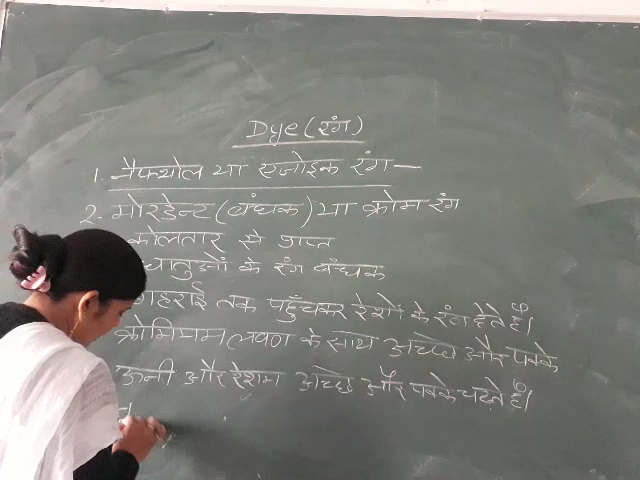 Dye (रंग)
1. नैफ्थोल या एजोइक रंग —
2. मोरडेन्ट (बंधक) या क्रोम रंग
कोलतार से प्राप्त
धातुओं के रंग बंधक
गहराई तक पहुँचकर रेशों के रंग देते हैं।
क्रोमियम लवण के साथ अच्छे और पक्के
ऊनी और रेशम अच्छे और पक्के चढ़ते हैं।